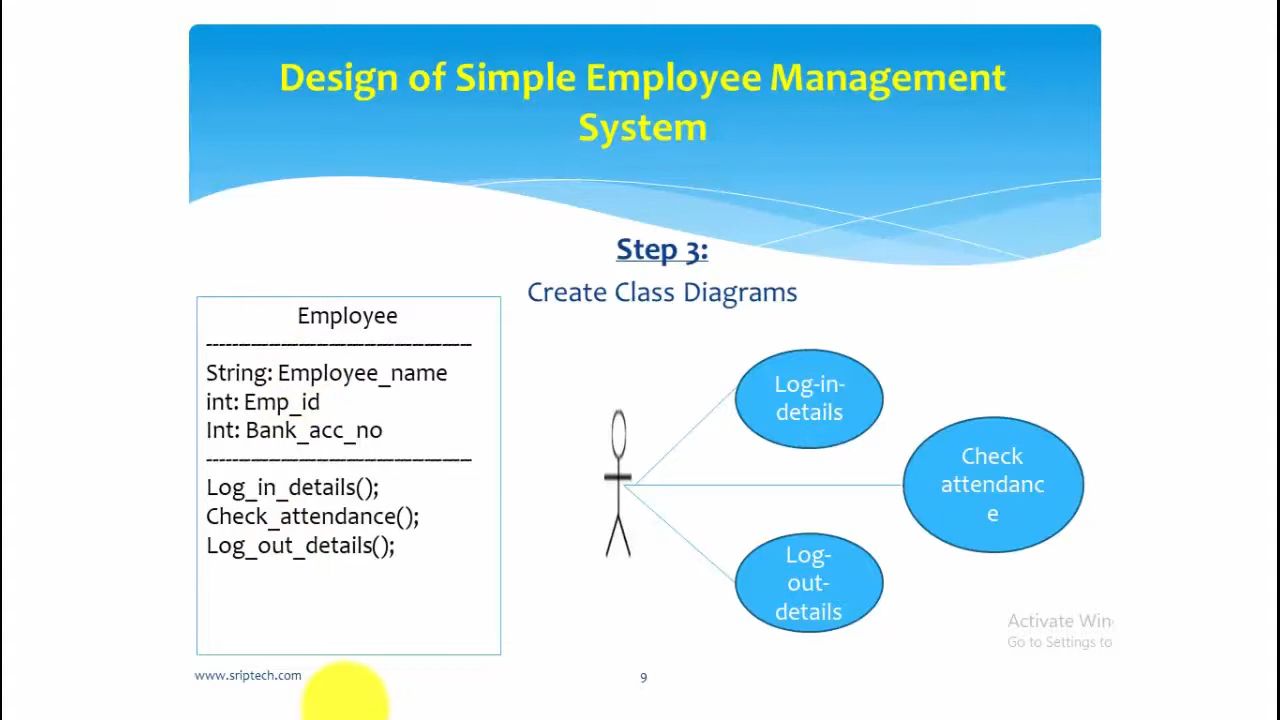 Design of Simple Employee Management
System
Step 3:
Create Class Diagrams
Employee
--------------------------------------------
String: Employee_name
int: Emp_id
Int: Bank_acc_no
--------------------------------------------
Log_in_details();
Check_attendance();
Log_out_details();
Log-in-
details
Check
attendanc
e
Log-
out-
details
Activate Win
Go to Settings to
www.sriptech.com
9